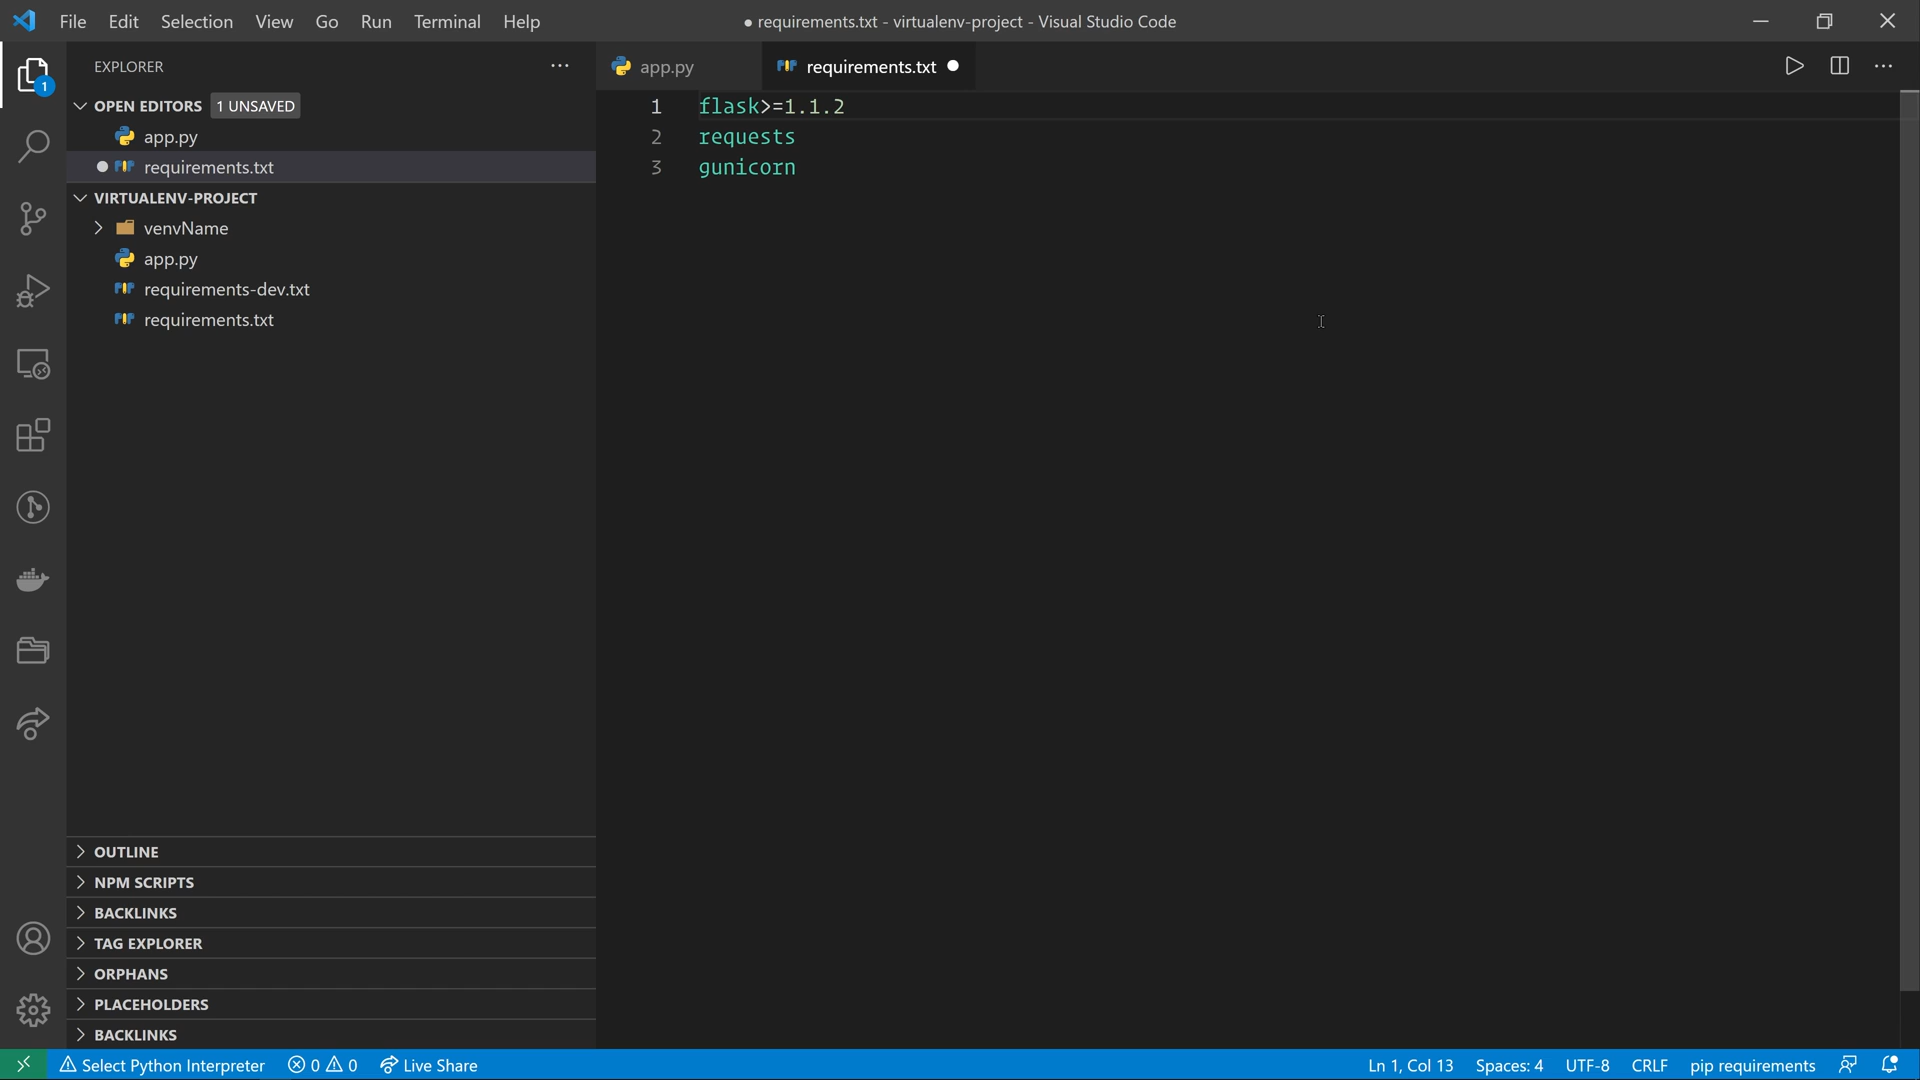 File Edit Selection View Go Run Terminal Help
● requirements.txt - virtualenv-project - Visual Studio Code
EXPLORER
OPEN EDITORS 1 UNSAVED
app.py
requirements.txt
VIRTUALENV-PROJECT
venvName
app.py
requirements-dev.txt
requirements.txt
OUTLINE
NPM SCRIPTS
BACKLINKS
TAG EXPLORER
ORPHANS
PLACEHOLDERS
BACKLINKS
1
app.py requirements.txt
1 flask>=1.1.2
2 requests
3 gunicorn
Select Python Interpreter 0 0 Live Share Ln 1, Col 13 Spaces: 4 UTF-8 CRLF pip requirements